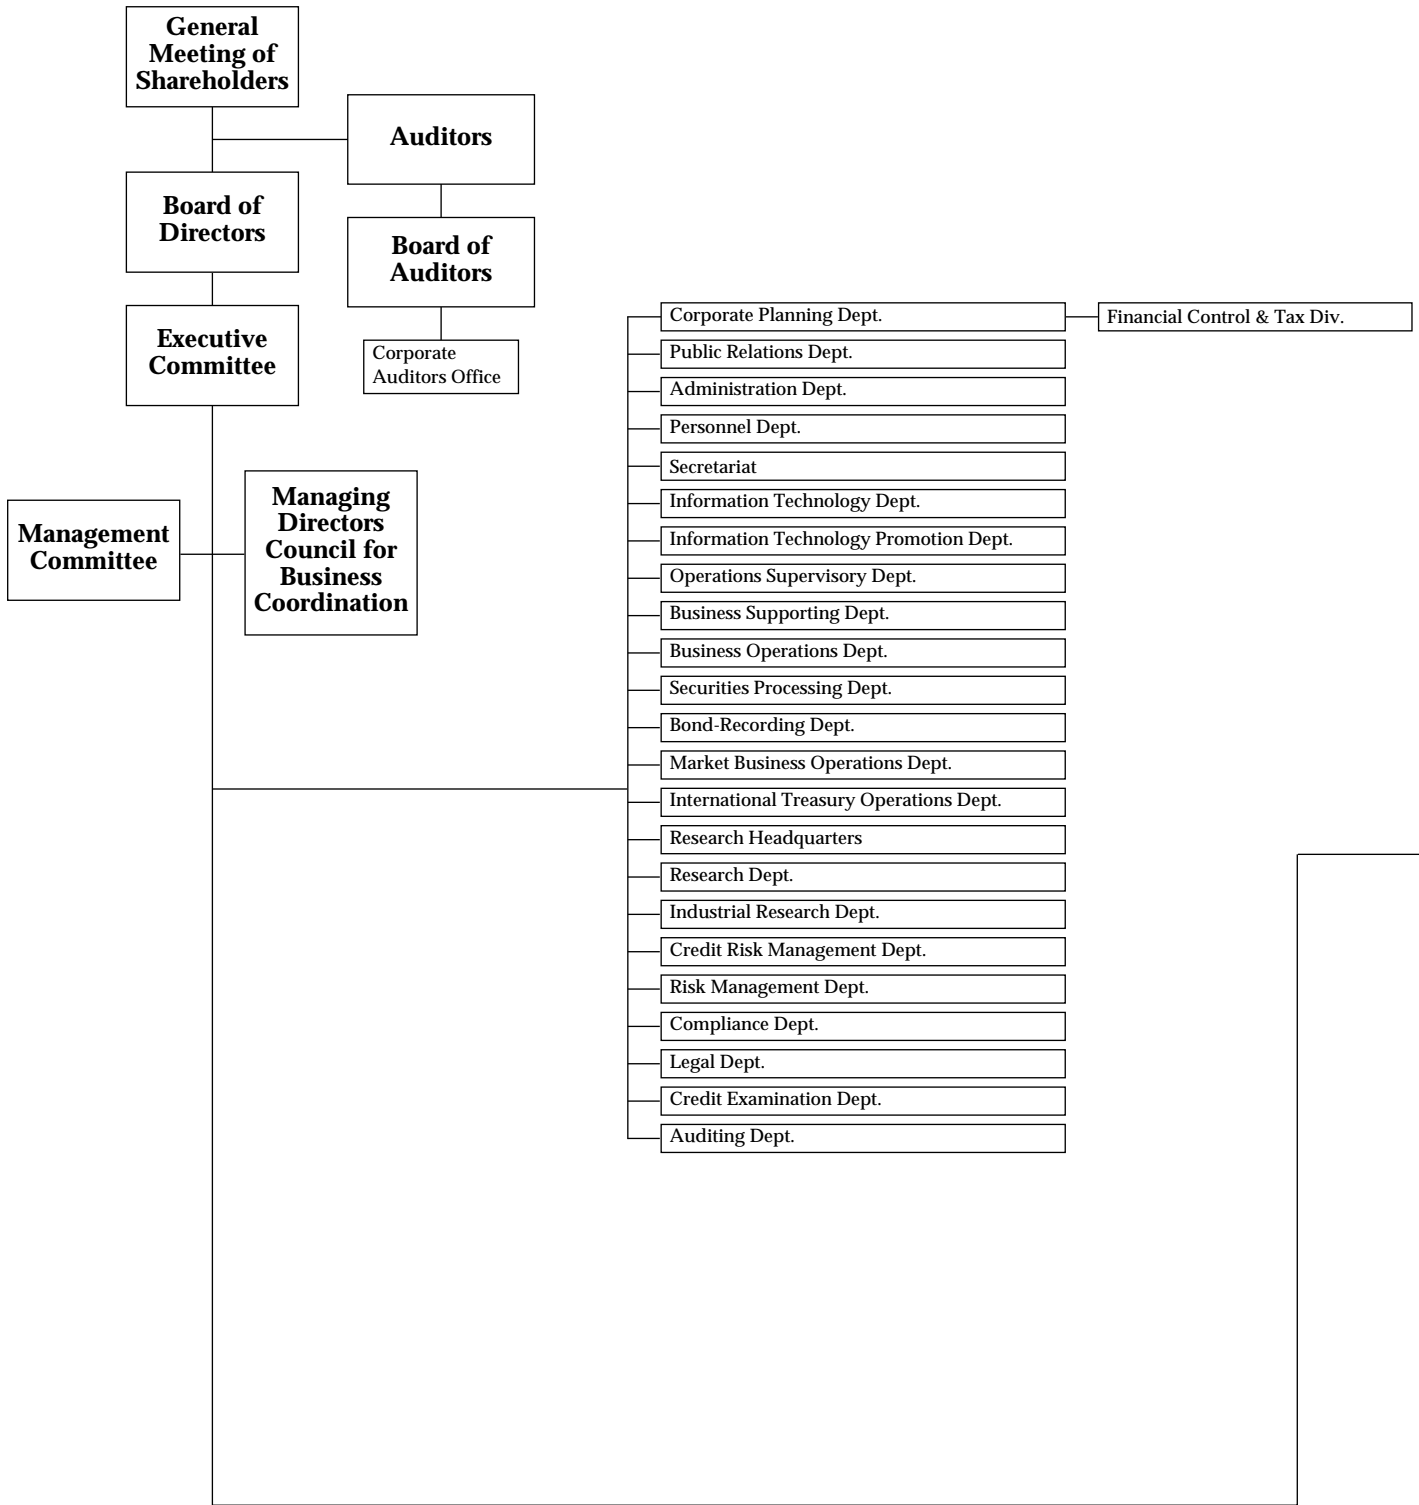 General
Meeting of
Shareholders
Auditors
Board of
Directors
Board of
Auditors
Executive
Committee
Corporate
Auditors Office
Management
Committee
Managing
Directors
Council for
Business
Coordination
Corporate Planning Dept.
Financial Control & Tax Div.
Public Relations Dept.
Administration Dept.
Personnel Dept.
Secretariat
Information Technology Dept.
Information Technology Promotion Dept.
Operations Supervisory Dept.
Business Supporting Dept.
Business Operations Dept.
Securities Processing Dept.
Bond-Recording Dept.
Market Business Operations Dept.
International Treasury Operations Dept.
Research Headquarters
Research Dept.
Industrial Research Dept.
Credit Risk Management Dept.
Risk Management Dept.
Compliance Dept.
Legal Dept.
Credit Examination Dept.
Auditing Dept.